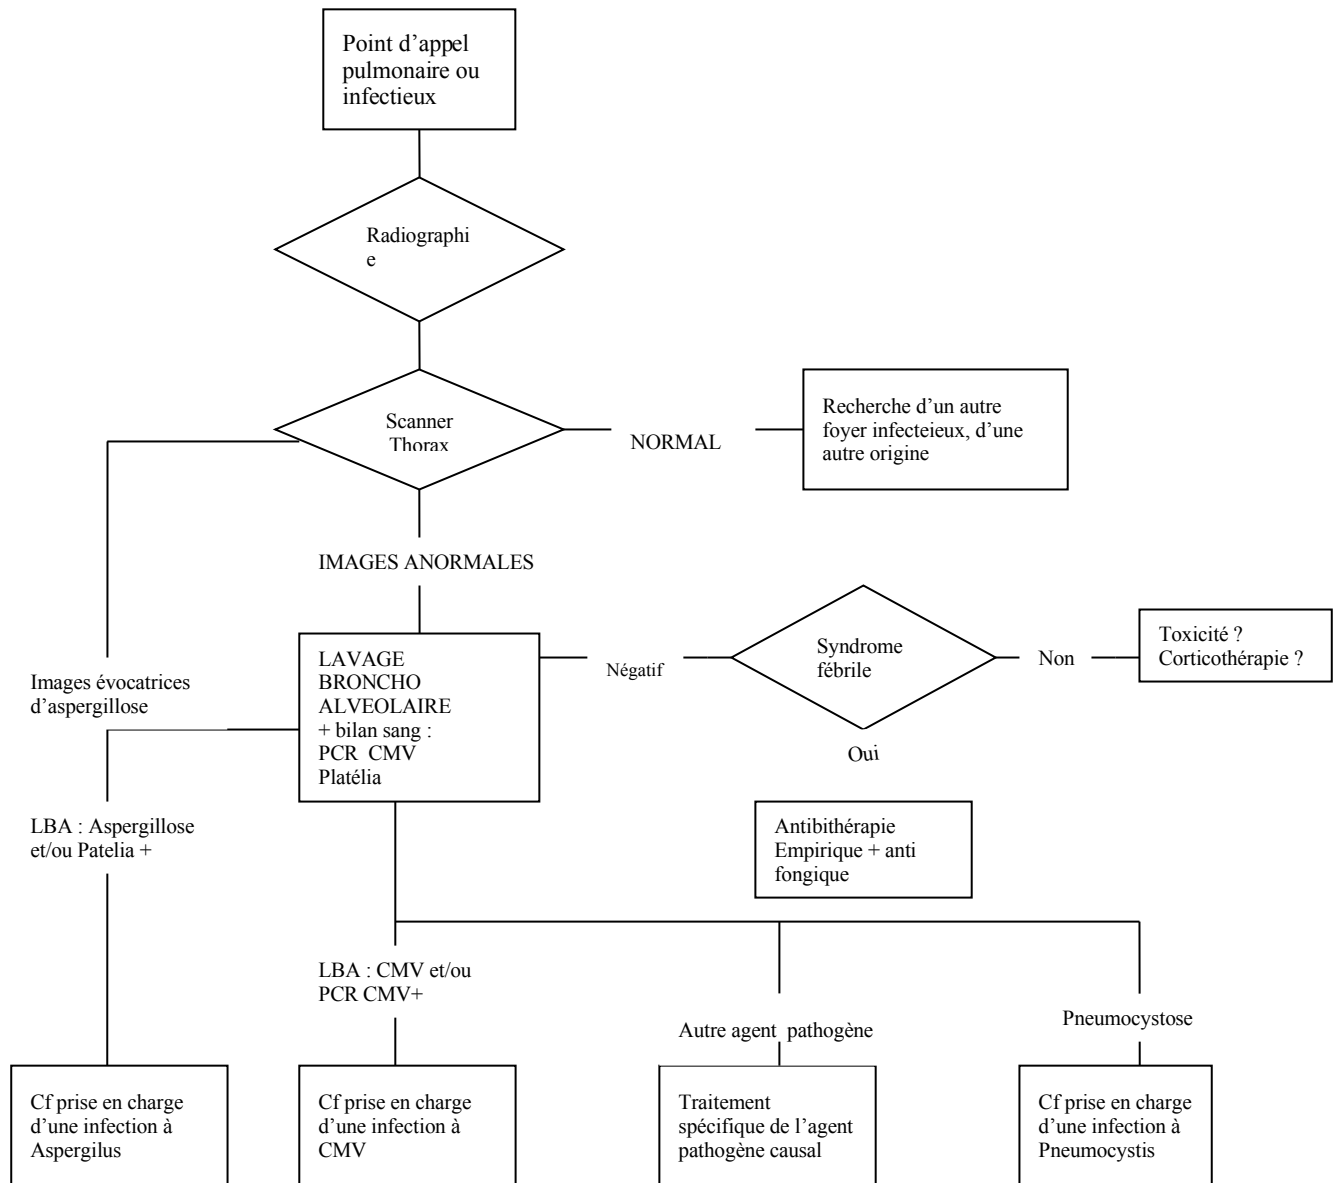 Point d’appel
pulmonaire ou
infectieux
Radiographi
e
Scanner
Thorax
NORMAL
Recherche d’un autre
foyer infecteieux, d’une
autre origine
IMAGES ANORMALES
Images évocatrices
d’aspergillose
LAVAGE
BRONCHO
ALVEOLAIRE
+ bilan sang :
PCR CMV
Platélia
Négatif
Syndrome
fébrile
Non
Toxicité ?
Corticothérapie ?
Oui
Antibithérapie
Empirique + anti
fongique
LBA : Aspergillose
et/ou Patelia +
LBA : CMV et/ou
PCR CMV+
Autre agent pathogène
Pneumocystose
Cf prise en charge
d’une infection à
Aspergilus
Cf prise en charge
d’une infection à
CMV
Traitement
spécifique de l’agent
pathogène causal
Cf prise en charge
d’une infection à
Pneumocystis